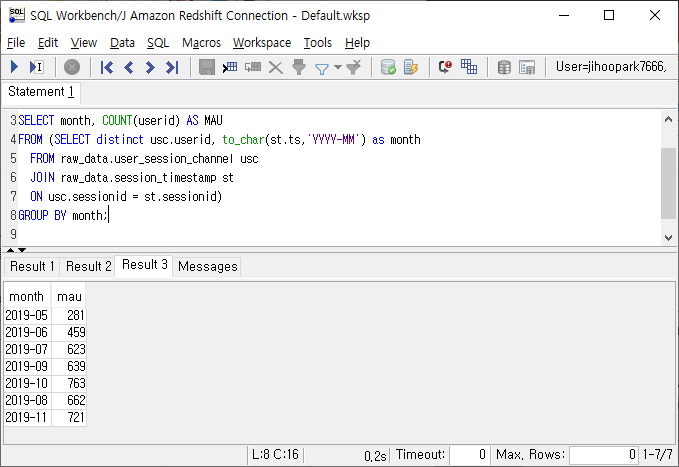 SQL Workbench/J Amazon Redshift Connection - Default.wksp
File Edit View Data SQL Macros Workspace Tools Help
User=jihoopark7666,
Statement 1
3 SELECT month, COUNT(userid) AS MAU
4 FROM (SELECT distinct usc.userid, to_char(st.ts,'YYYY-MM') as month
5 FROM raw_data.user_session_channel usc
6 JOIN raw_data.session_timestamp st
7 ON usc.sessionid = st.sessionid)
8 GROUP BY month;
9
Result 1 Result 2 Result 3 Messages
month mau
2019-05 281
2019-06 459
2019-07 623
2019-09 639
2019-10 763
2019-08 662
2019-11 721
L:8 C:16 0.2s Timeout: 0 Max. Rows: 0 1-7/7